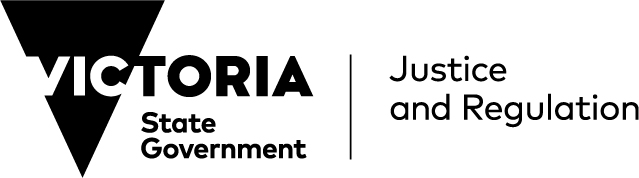 VICTORIA
State
Government
Justice
and Regulation